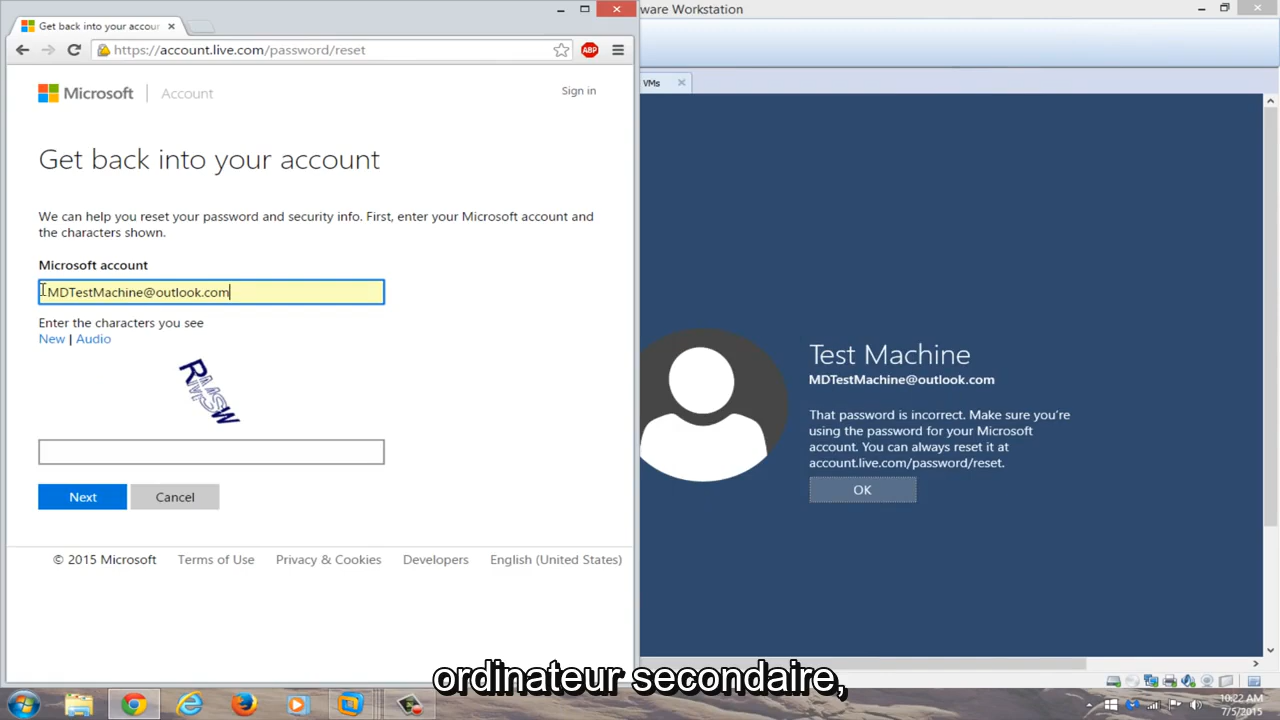 Get back into your accour
ware Workstation
https://account.live.com/password/reset
ABP
VMs
Microsoft
Account
Sign in
Get back into your account
We can help you reset your password and security info. First, enter your Microsoft account and
the characters shown.
Microsoft account
MDTestMachine@outlook.com
Enter the characters you see
New | Audio
Next
Cancel
© 2015 Microsoft
Terms of Use
Privacy & Cookies
Developers
English (United States)
Test Machine
MDTestMachine@outlook.com
That password is incorrect. Make sure you're
using the password for your Microsoft
account. You can always reset it at
account.live.com/password/reset.
OK
ordinateur secondaire,
10:22 AM
7/5/2015